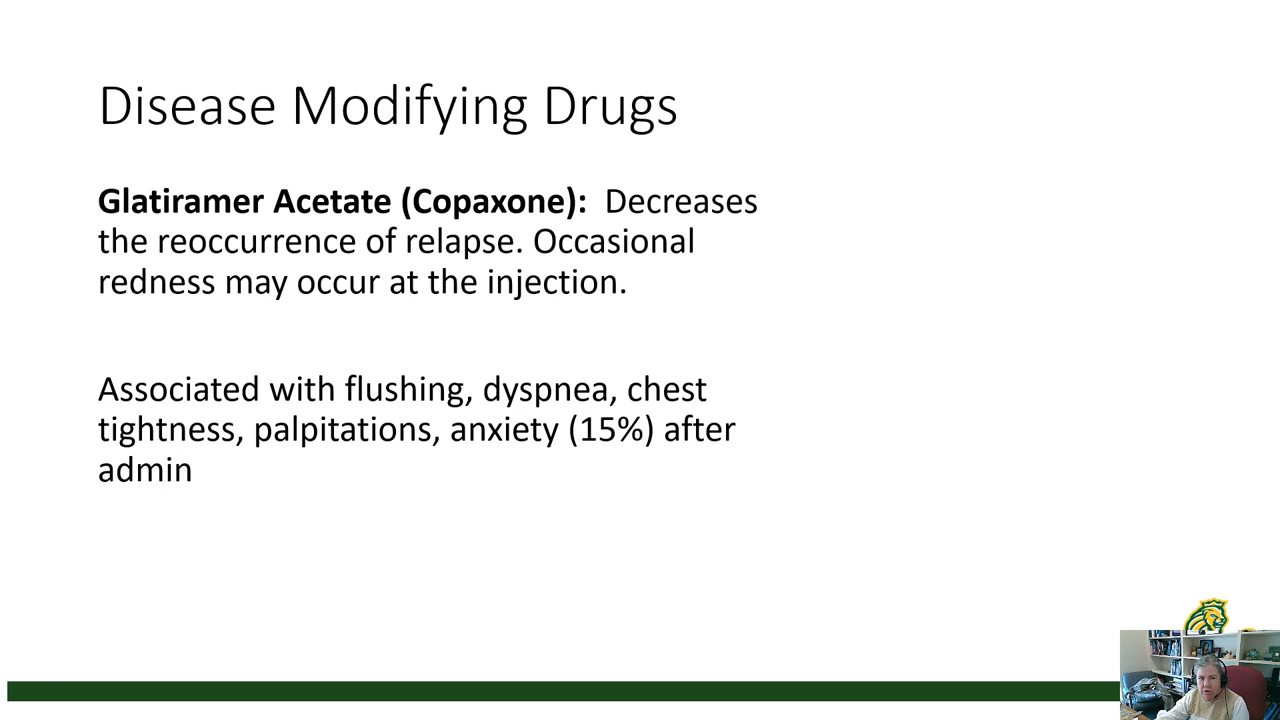 Disease Modifying Drugs
Glatiramer Acetate (Copaxone): Decreases
the reoccurrence of relapse. Occasional
redness may occur at the injection.
Associated with flushing, dyspnea, chest
tightness, palpitations, anxiety (15%) after
admin